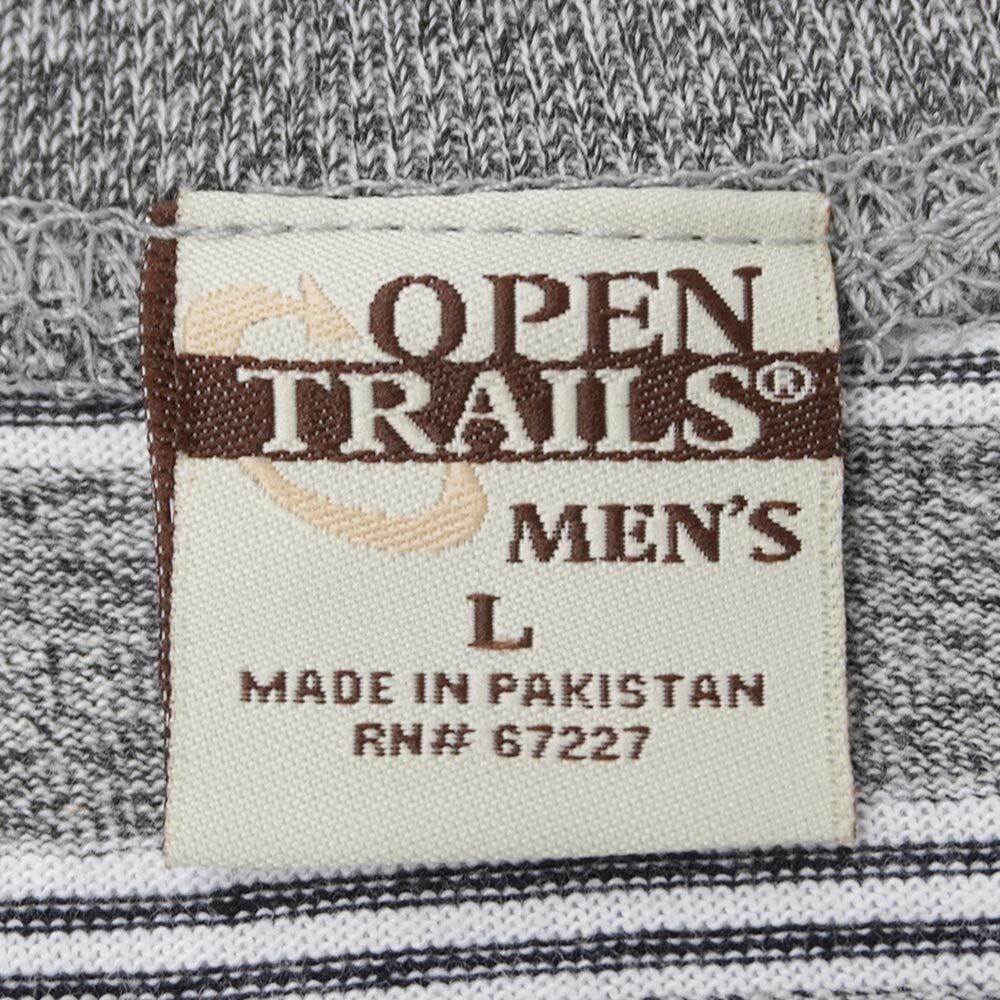 OPEN
TRAILS®
MEN'S
L
MADE IN PAKISTAN
RN# 67227